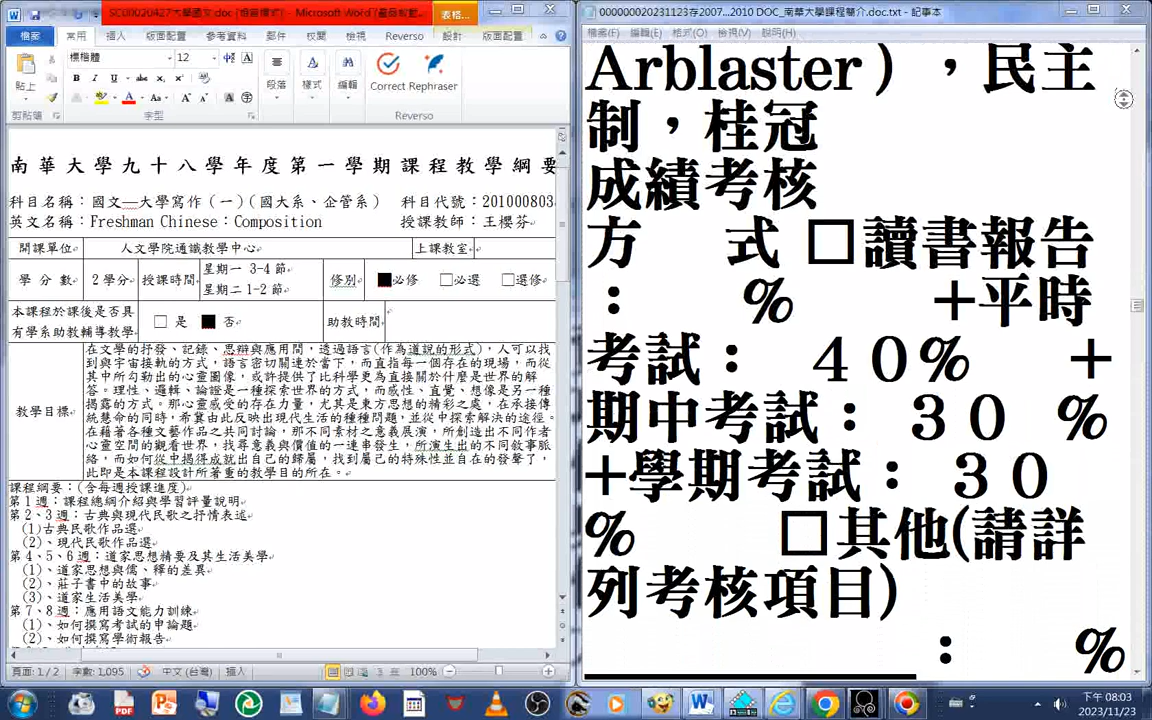 SC00020427大學國文.doc [相容模式] - Microsoft Word (產品啟動...
表格...
檔案
常用
插入
版面配置
參考資料
郵件
校閱
檢視
Reverso
設計
版面配置
貼上
剪貼簿
標楷體
12
字型
段落
樣式
編輯
Correct Rephraser
Reverso
南華大學九十八學年度第一學期課程教學綱要
科目名稱：國文—大學寫作(一)(國大系、企管系)
科目代號：201000803
英文名稱：Freshman Chinese：Composition
授課教師：王櫻芬
開課單位
人文學院通識教學中心
上課教室
學 分 數
2學分
授課時間
星期一 3-4節
星期二1-2節
修別
■必修 □必選 □選修
本課程於課後是否具
有學系助教輔導教學
□ 是 ■ 否
助教時間
教學目標
在文學的抒發、記錄、思辯與應用間，透過語言(作為道說的形式)，人可以找
到與宇宙接軌的方式，語言密切關連於當下，而直指每一個存在的現場，而從
其中所勾勒出的心靈圖像，或許提供了比科學更為直接關於什麼是世界的解
答。理性、邏輯、論證是一種探索世界的方式，而感性、直覺、想像是另一種
揭露的方式。那心靈感受的存在力量，尤其是東方思想的精彩之處，在承接傳
統慧命的同時，希冀由此反映出現代生活的種種問題，並從中探索解決的途徑。
在藉著各種文藝作品之共同討論，那不同素材之意義展演，所創造出不同作者
心靈空間的觀看世界，找尋意義與價值的一連串發生，所演生出的不同敘事脈
絡，而如何從中揭得成就出自己的歸屬，找到屬己的特殊性並自在的發聲了，
此即是本課程設計所著重的教學目的所在。
課程綱要：(含每週授課進度)
第1週：課程總綱介紹與學習評量說明
第2、3週：古典與現代民歌之抒情表述
(1)古典民歌作品選
(2)、現代民歌作品選
第4、5、6週：道家思想精要及其生活美學
(1)、道家思想與儒、釋的差異
(2)、莊子書中的故事
(3)、道家生活美學
第7、8週：應用語文能力訓練
(1)、如何撰寫考試的申論題
(2)、如何撰寫學術報告
頁面：1/2
字數：1,095
中文(台灣)
插入
100%
000000020231123存2007...2010 DOC_南華大學課程簡介.doc.txt - 記事本
檔案(F) 編輯(E) 格式(O) 檢視(V) 說明(H)
Arblaster），民主
制，桂冠
成績考核
方　　式 □讀書報告
：　　％　　　＋平時
考試：　４０％　　＋
期中考試：３０　％
＋學期考試：３０
％　　　□其他(請詳
列考核項目)
：　　％
下午 08:03
2023/11/23